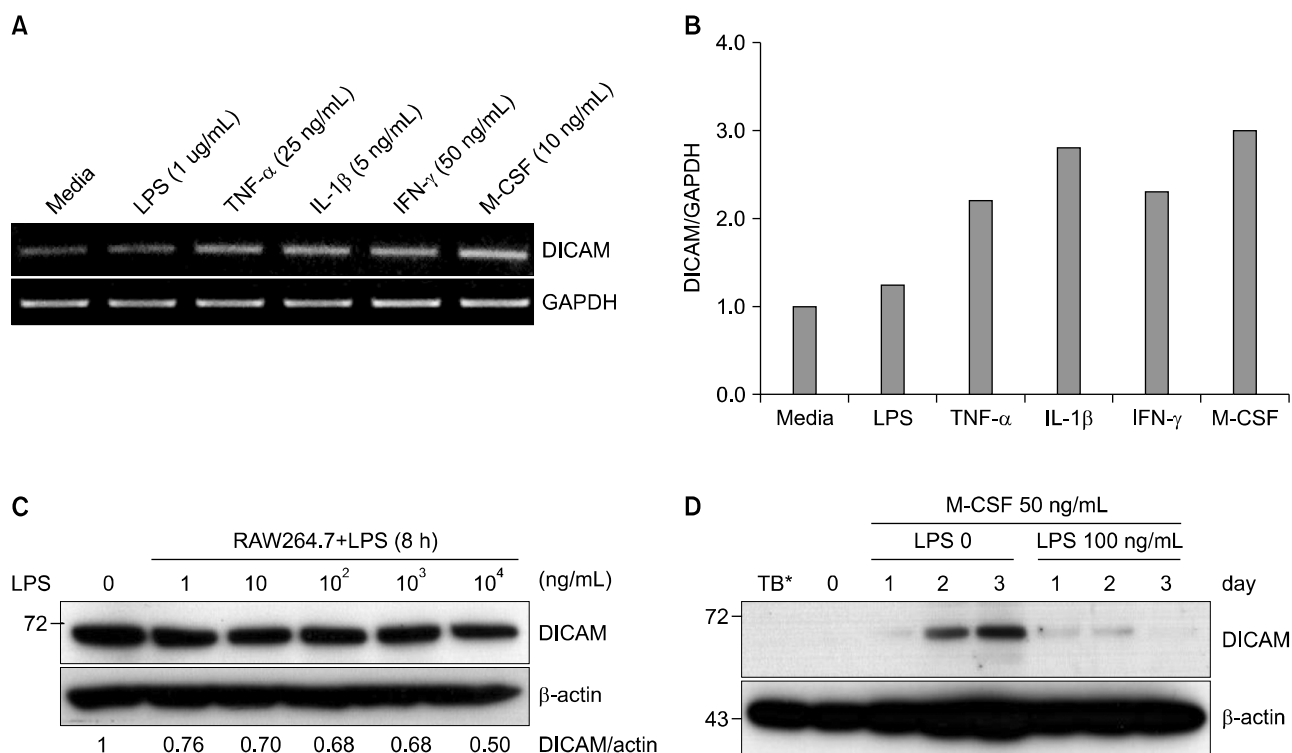 A
Media
LPS (1 ug/mL)
TNF-α (25 ng/mL)
IL-1β (5 ng/mL)
IFN-γ (50 ng/mL)
M-CSF (10 ng/mL)
DICAM
GAPDH
B
4.0
3.0
2.0
1.0
0.0
DICAM/GAPDH
Media LPS TNF-α IL-1β IFN-γ M-CSF
C
RAW264.7+LPS (8 h)
LPS 0 1 10 10² 10³ 10⁴ (ng/mL)
72
DICAM
β-actin
1 0.76 0.70 0.68 0.68 0.50 DICAM/actin
D
M-CSF 50 ng/mL
LPS 0 LPS 100 ng/mL
TB* 0 1 2 3 1 2 3 day
72
DICAM
43
β-actin